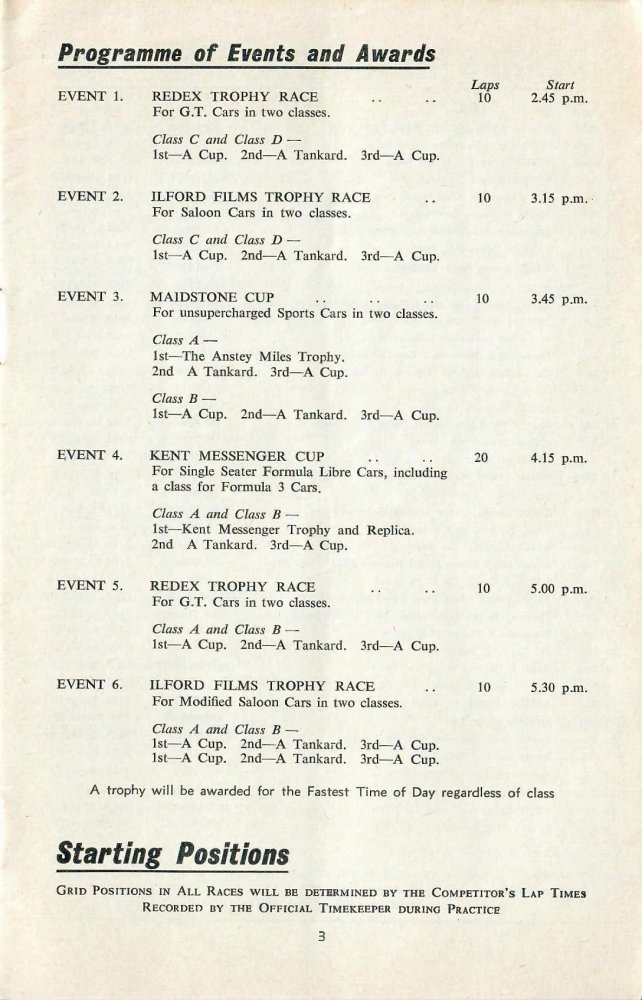 Programme of Events and Awards
Laps Start
EVENT 1. REDEX TROPHY RACE .. .. 10 2.45 p.m.
For G.T. Cars in two classes.
Class C and Class D —
1st—A Cup. 2nd—A Tankard. 3rd—A Cup.
EVENT 2. ILFORD FILMS TROPHY RACE .. 10 3.15 p.m.
For Saloon Cars in two classes.
Class C and Class D —
1st—A Cup. 2nd—A Tankard. 3rd—A Cup.
EVENT 3. MAIDSTONE CUP .. .. .. 10 3.45 p.m.
For unsupercharged Sports Cars in two classes.
Class A —
1st—The Anstey Miles Trophy.
2nd A Tankard. 3rd—A Cup.
Class B —
1st—A Cup. 2nd—A Tankard. 3rd—A Cup.
EVENT 4. KENT MESSENGER CUP .. .. 20 4.15 p.m.
For Single Seater Formula Libre Cars, including
a class for Formula 3 Cars.
Class A and Class B —
1st—Kent Messenger Trophy and Replica.
2nd A Tankard. 3rd—A Cup.
EVENT 5. REDEX TROPHY RACE .. .. 10 5.00 p.m.
For G.T. Cars in two classes.
Class A and Class B —
1st—A Cup. 2nd—A Tankard. 3rd—A Cup.
EVENT 6. ILFORD FILMS TROPHY RACE .. 10 5.30 p.m.
For Modified Saloon Cars in two classes.
Class A and Class B —
1st—A Cup. 2nd—A Tankard. 3rd—A Cup.
1st—A Cup. 2nd—A Tankard. 3rd—A Cup.
A trophy will be awarded for the Fastest Time of Day regardless of class
Starting Positions
GRID POSITIONS IN ALL RACES WILL BE DETERMINED BY THE COMPETITOR'S LAP TIMES
RECORDED BY THE OFFICIAL TIMEKEEPER DURING PRACTICE
3